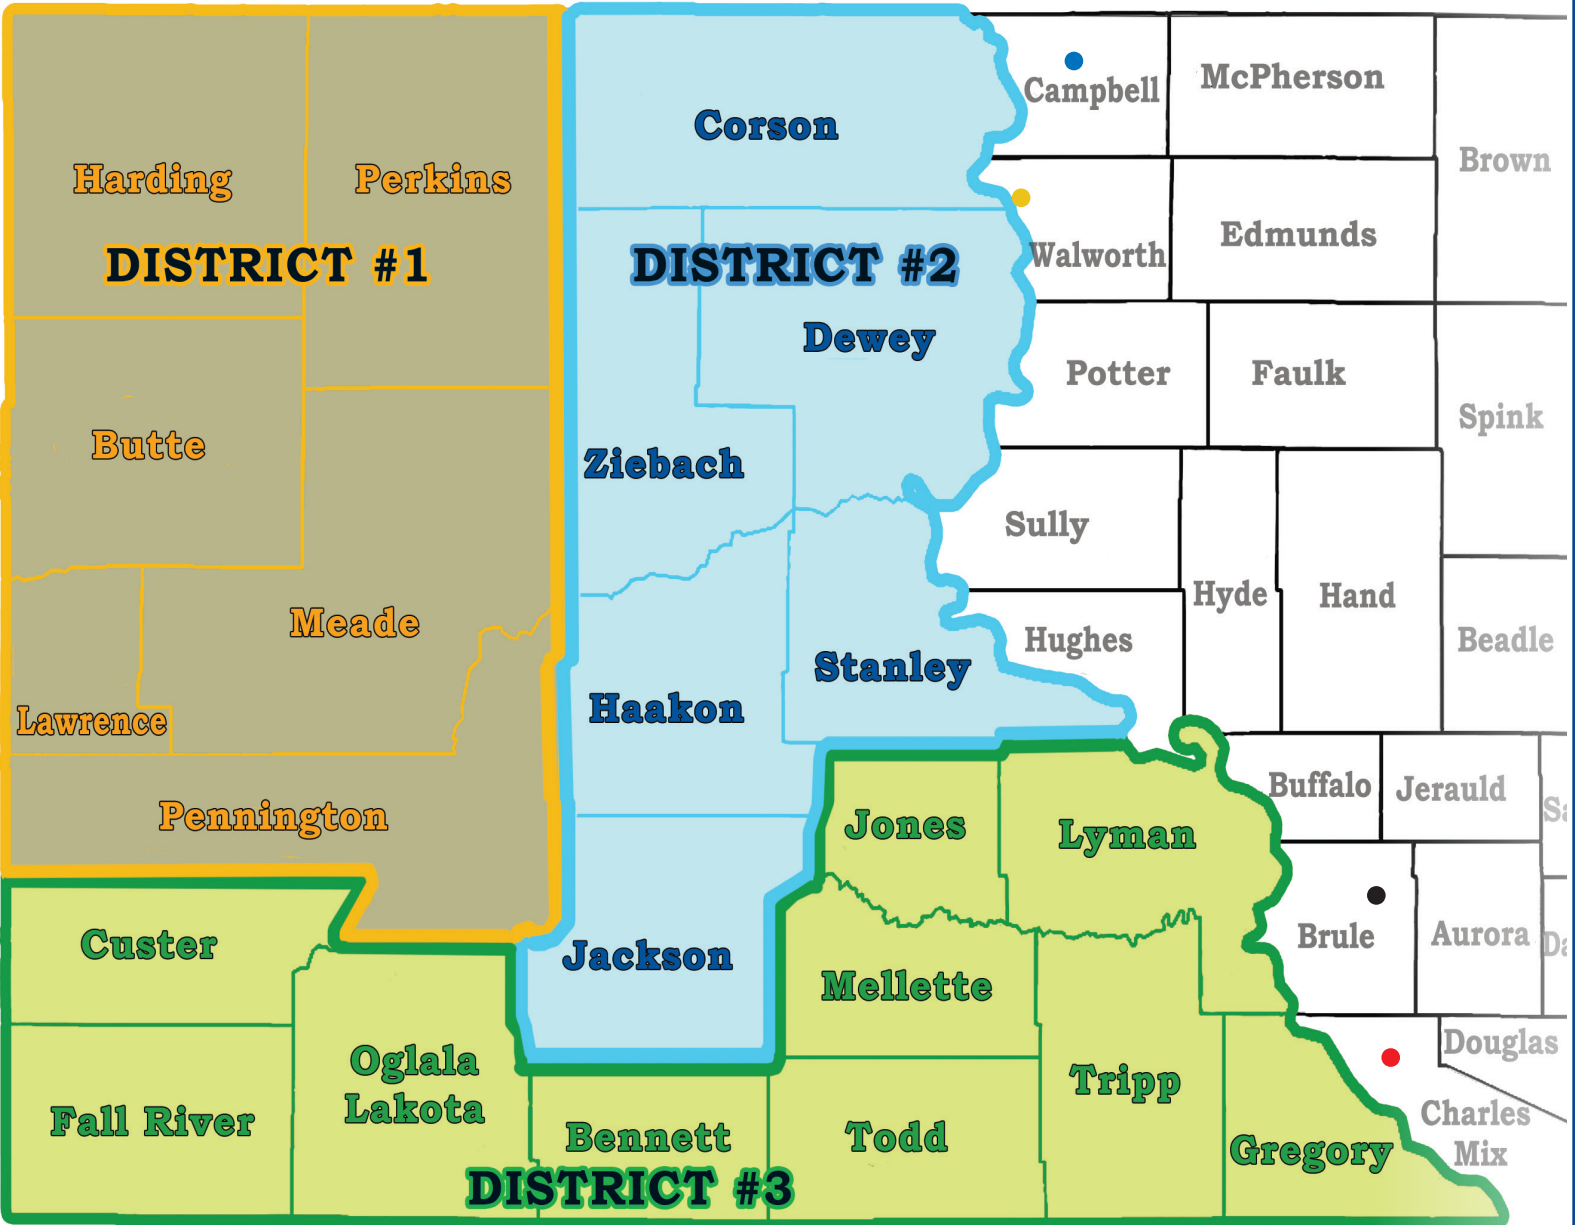 Campbell
McPherson
Corson
Brown
Harding
Perkins
Edmunds
Walworth
DISTRICT #1
DISTRICT #2
Dewey
Potter
Faulk
Spink
Butte
Ziebach
Sully
Hyde
Hand
Meade
Hughes
Beadle
Stanley
Haakon
Lawrence
Buffalo
Jerauld
Sa
Pennington
Jones
Lyman
Custer
Jackson
Brule
Aurora
Da
Mellette
Douglas
Oglala
Lakota
Tripp
Fall River
Charles
Mix
Bennett
Todd
Gregory
DISTRICT #3